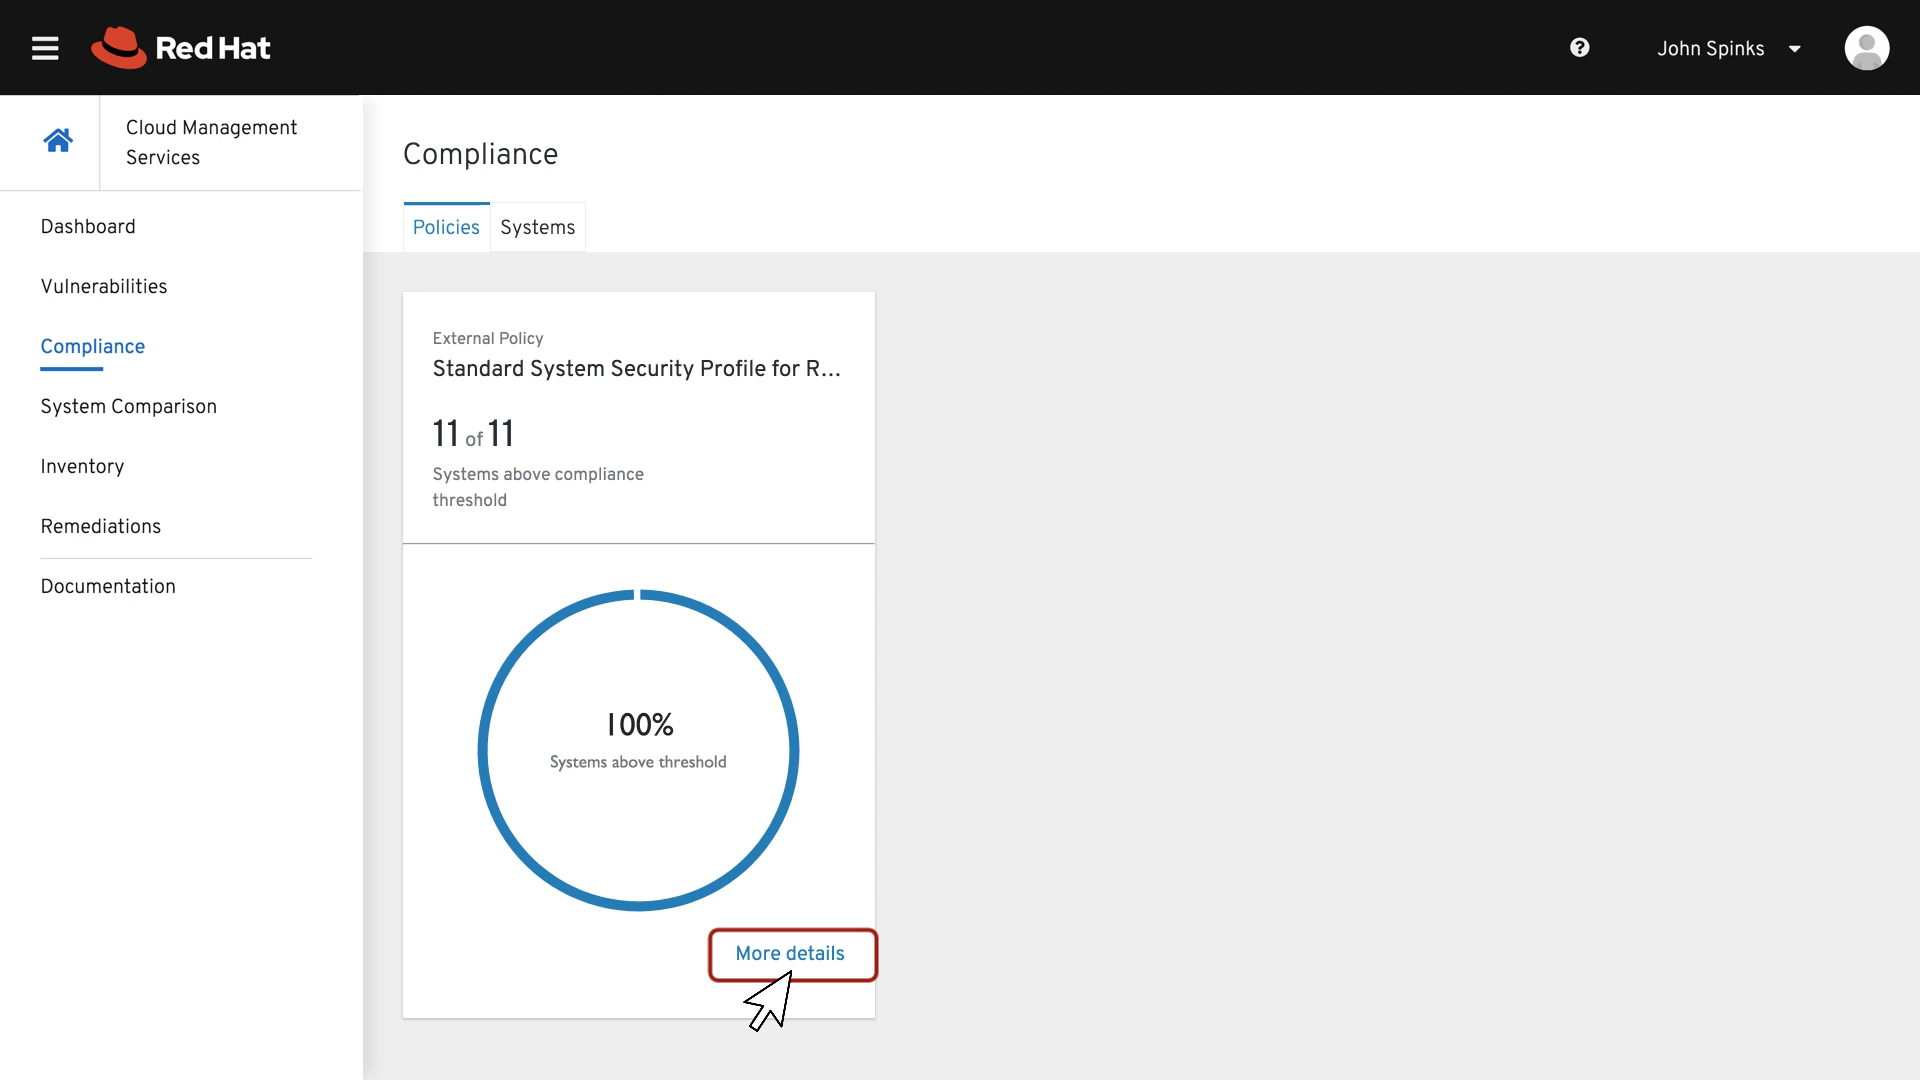 Red Hat
John Spinks
Cloud Management
Services
Dashboard
Vulnerabilities
Compliance
System Comparison
Inventory
Remediations
Documentation
Compliance
Policies Systems
External Policy
Standard System Security Profile for R...
11 of 11
Systems above compliance
threshold
100%
Systems above threshold
More details